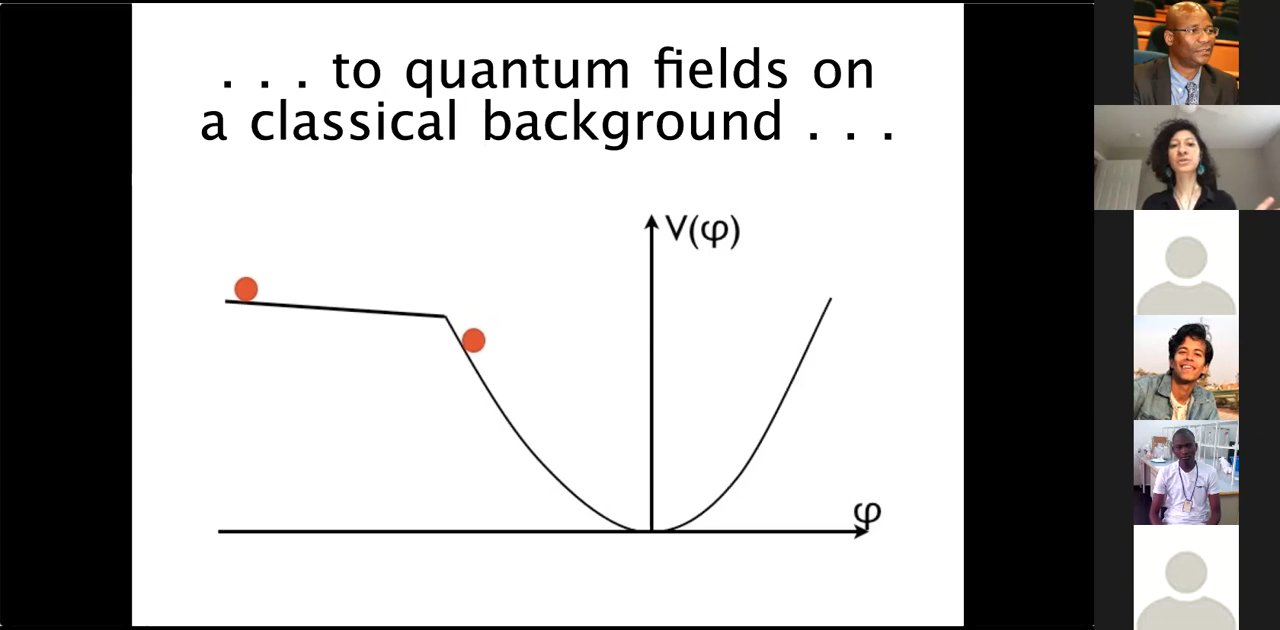 . . . to quantum fields on
a classical background . . .
V(φ)
φ